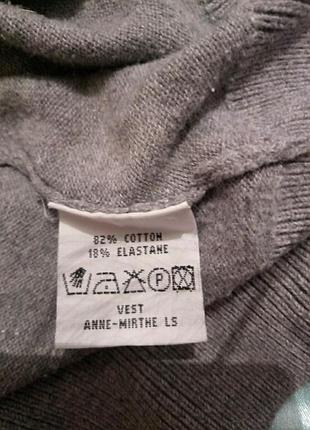 82% COTTON
18% ELASTANE
P
VEST
ANNE-MIRTHE LS